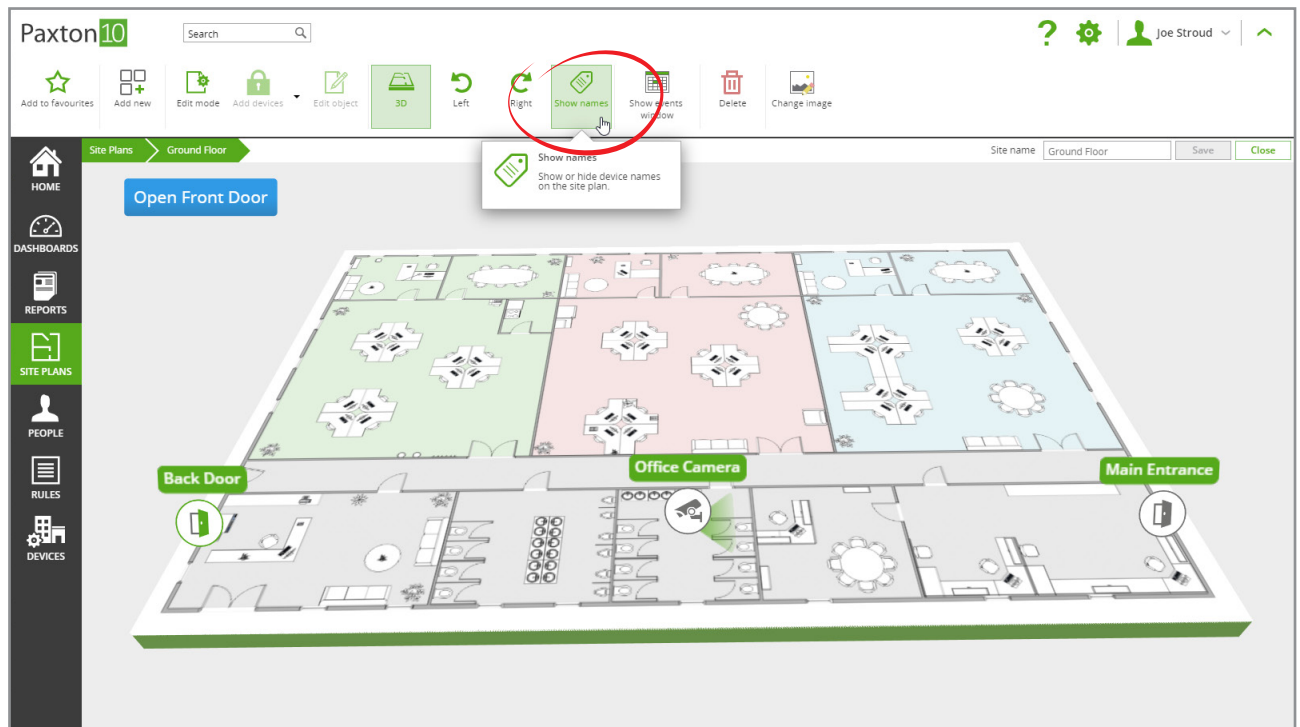 Paxton10
Search
Joe Stroud
Add to favourites
Add new
Edit mode
Add devices
Edit object
3D
Left
Right
Show names
Show events
window
Delete
Change image
Site Plans
Ground Floor
Show names
Show or hide device names
on the site plan.
Site name
Ground Floor
Save
Close
HOME
DASHBOARDS
REPORTS
SITE PLANS
PEOPLE
RULES
DEVICES
Open Front Door
Back Door
Office Camera
Main Entrance